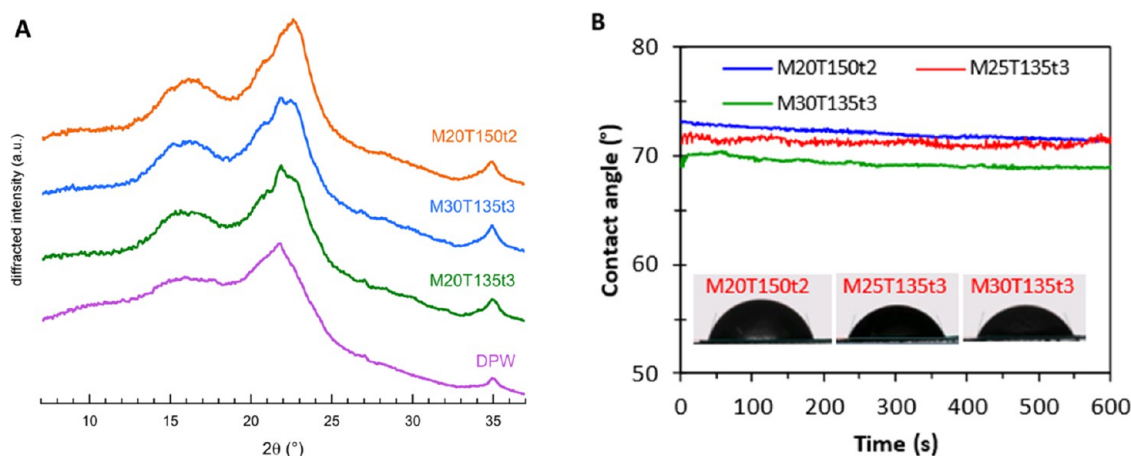 A
diffracted intensity (a.u.)
M20T150t2
M30T135t3
M20T135t3
DPW
10 15 20 25 30 35
2θ (°)
B
Contact angle (°)
80
70
60
50
M20T150t2 M25T135t3
M30T135t3
M20T150t2 M25T135t3 M30T135t3
0 100 200 300 400 500 600
Time (s)